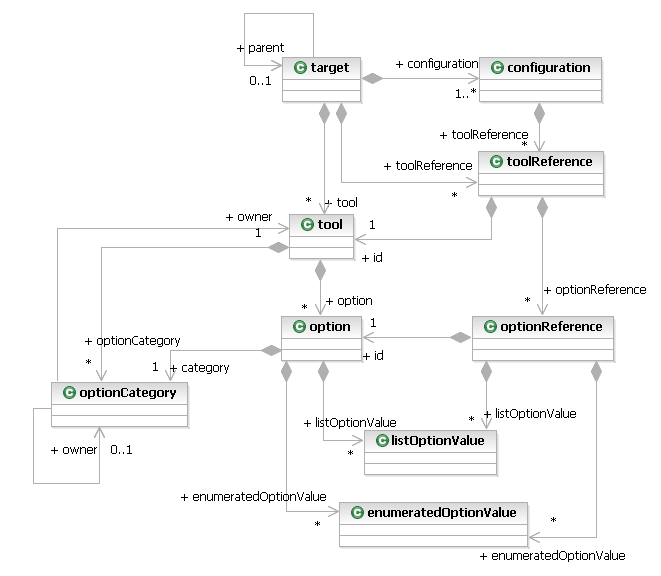 + parent
0..1
C target
+ configuration
1..*
C configuration
+ toolReference
*
+ toolReference
*
C toolReference
* + tool
+ owner
1
C tool
1
+ id
* + option
* + optionReference
C option
1
+ id
C optionReference
+ optionCategory
*
1 + category
C optionCategory
+ owner 0..1
+ listOptionValue
*
* + listOptionValue
C listOptionValue
+ enumeratedOptionValue
*
C enumeratedOptionValue
*
+ enumeratedOptionValue